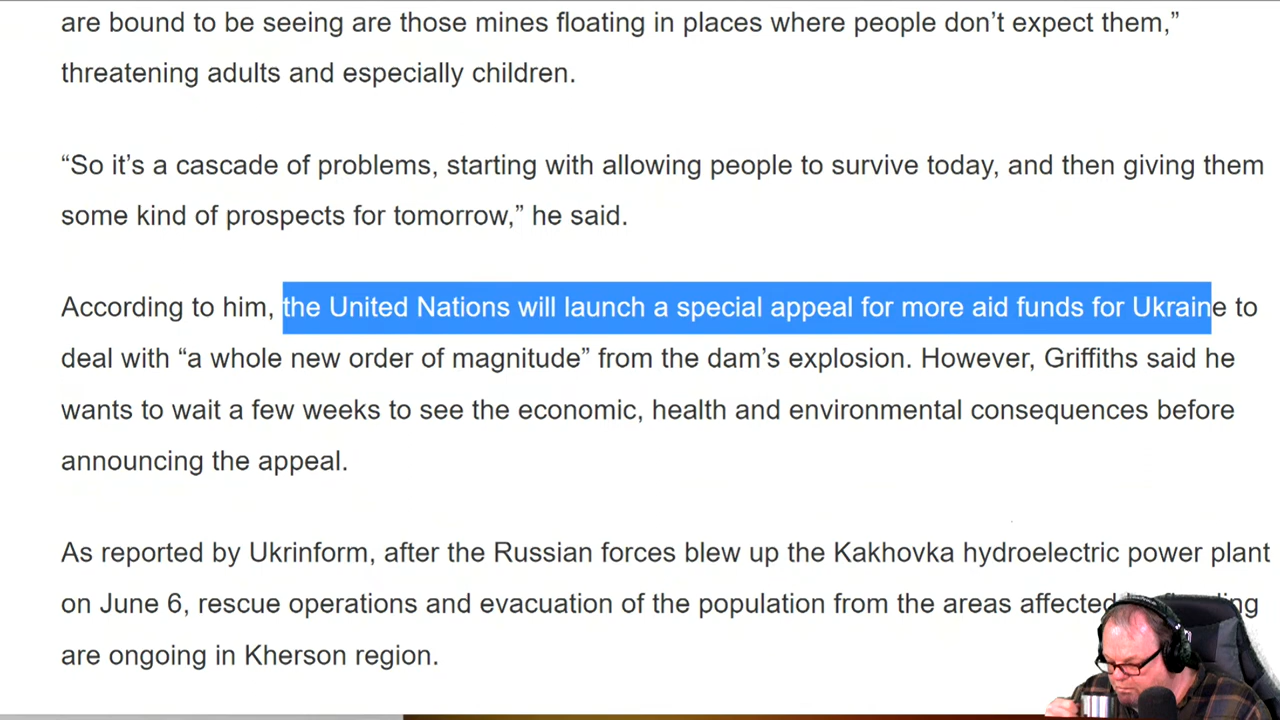 are bound to be seeing are those mines floating in places where people don’t expect them,”
threatening adults and especially children.
“So it’s a cascade of problems, starting with allowing people to survive today, and then giving them
some kind of prospects for tomorrow,” he said.
According to him, the United Nations will launch a special appeal for more aid funds for Ukraine to
deal with “a whole new order of magnitude” from the dam’s explosion. However, Griffiths said he
wants to wait a few weeks to see the economic, health and environmental consequences before
announcing the appeal.
As reported by Ukrinform, after the Russian forces blew up the Kakhovka hydroelectric power plant
on June 6, rescue operations and evacuation of the population from the areas affected
are ongoing in Kherson region.